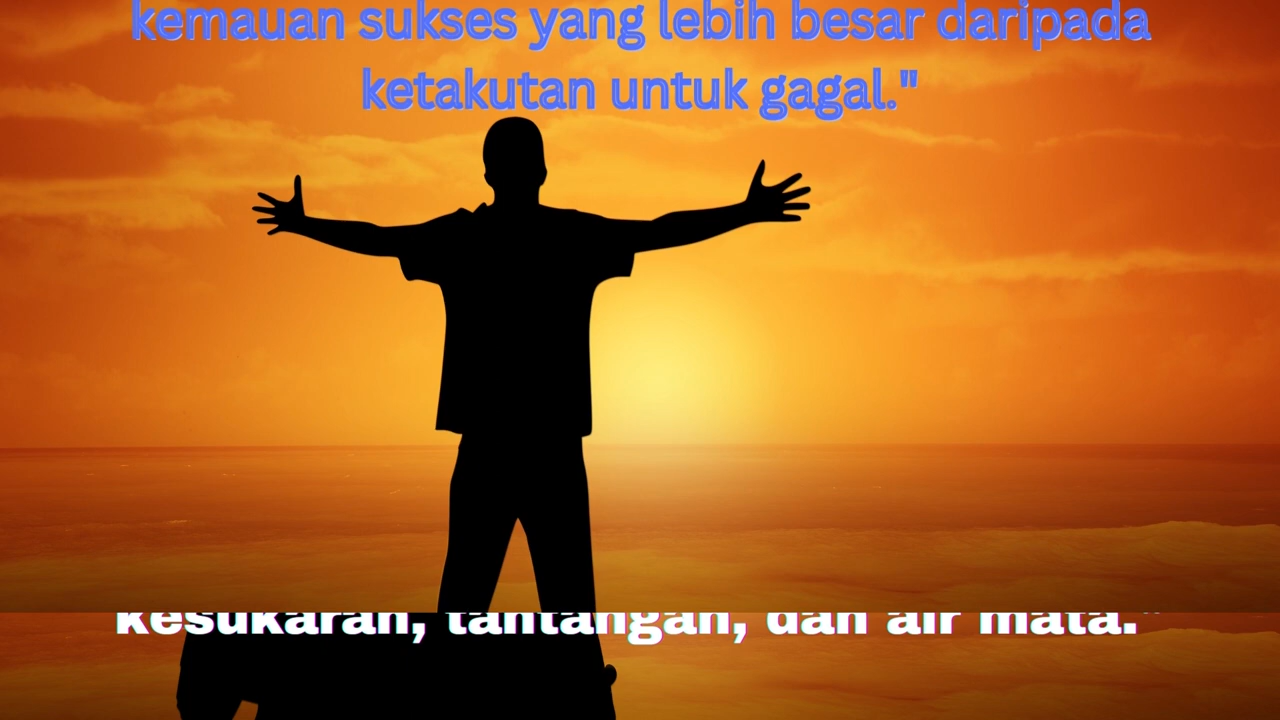 kemauan sukses yang lebih besar daripada
ketakutan untuk gagal."
kesukaran, tantangan, dan air mata."